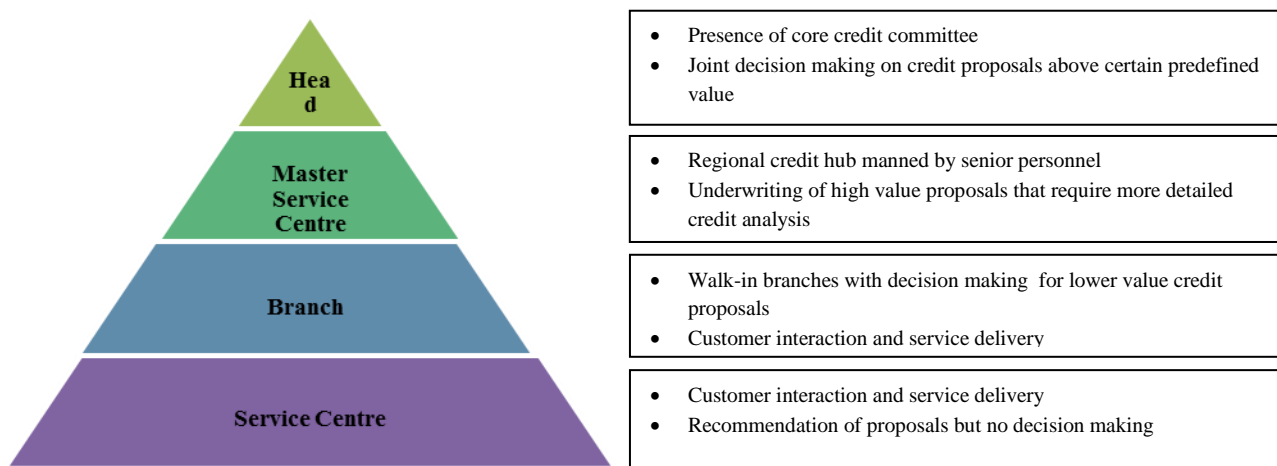 Hea
d
• Presence of core credit committee
• Joint decision making on credit proposals above certain predefined
value
Master
Service
Centre
• Regional credit hub manned by senior personnel
• Underwriting of high value proposals that require more detailed
credit analysis
Branch
• Walk-in branches with decision making for lower value credit
proposals
• Customer interaction and service delivery
Service Centre
• Customer interaction and service delivery
• Recommendation of proposals but no decision making